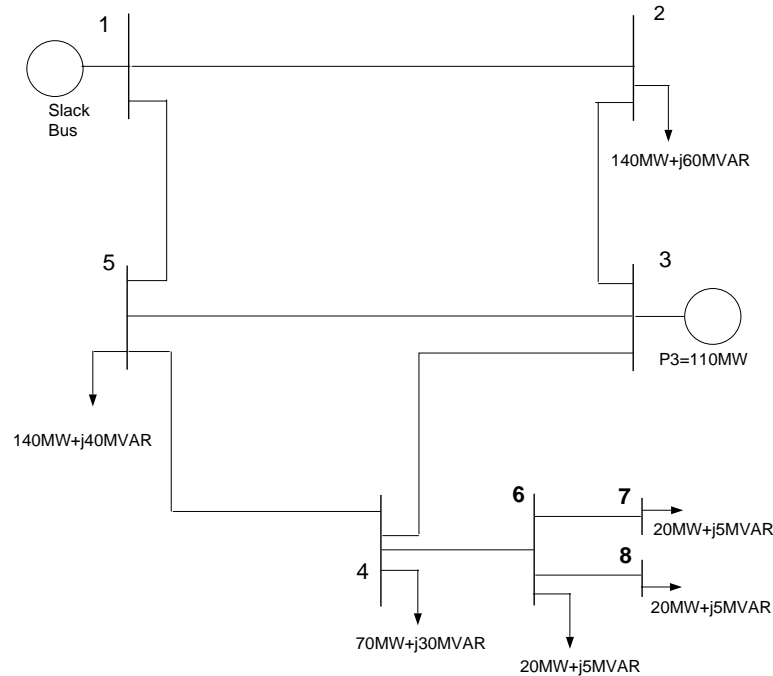 1
2
Slack
Bus
140MW+j60MVAR
5
3
P3=110MW
140MW+j40MVAR
6
7
20MW+j5MVAR
8
4
20MW+j5MVAR
70MW+j30MVAR
20MW+j5MVAR